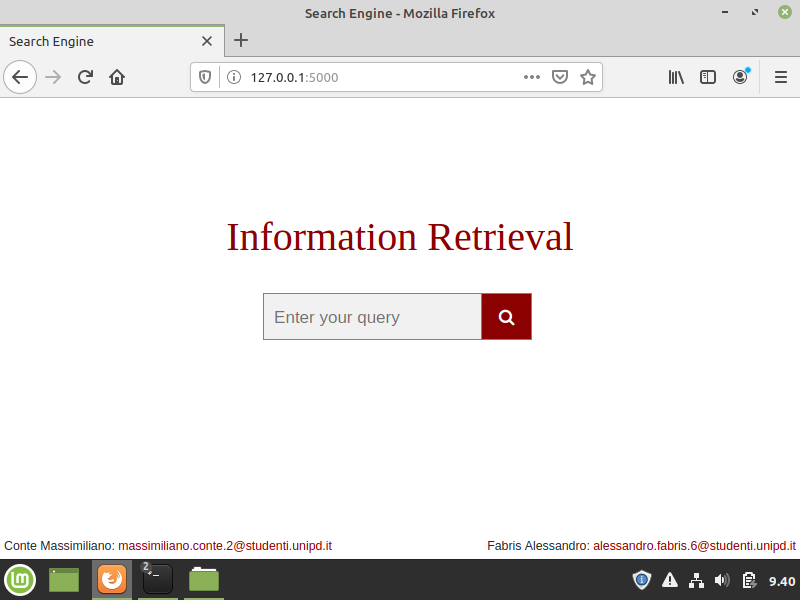 Search Engine - Mozilla Firefox
Search Engine
127.0.0.1:5000
Information Retrieval
Enter your query
Conte Massimiliano: massimiliano.conte.2@studenti.unipd.it
Fabris Alessandro: alessandro.fabris.6@studenti.unipd.it
2
9.40